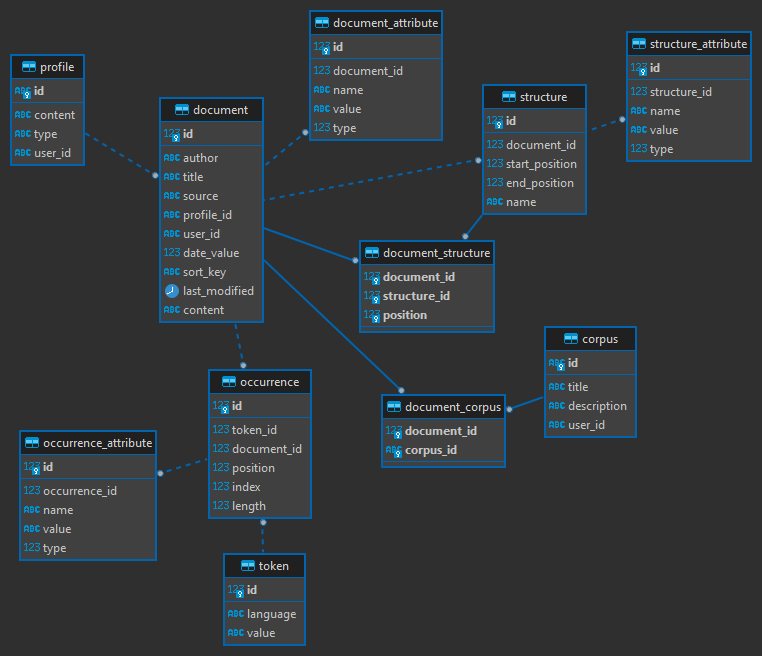 document_attribute
123 id
123 document_id
ABC name
ABC value
123 type
structure_attribute
123 id
123 structure_id
ABC name
ABC value
123 type
profile
ABC id
ABC content
ABC type
ABC user_id
document
123 id
ABC author
ABC title
ABC source
ABC profile_id
ABC user_id
123 date_value
ABC sort_key
last_modified
ABC content
structure
123 id
123 document_id
123 start_position
123 end_position
ABC name
document_structure
123 document_id
123 structure_id
123 position
corpus
ABC id
ABC title
ABC description
ABC user_id
document_corpus
123 document_id
ABC corpus_id
occurrence
123 id
123 token_id
123 document_id
123 position
123 index
123 length
occurrence_attribute
123 id
123 occurrence_id
ABC name
ABC value
123 type
token
123 id
ABC language
ABC value